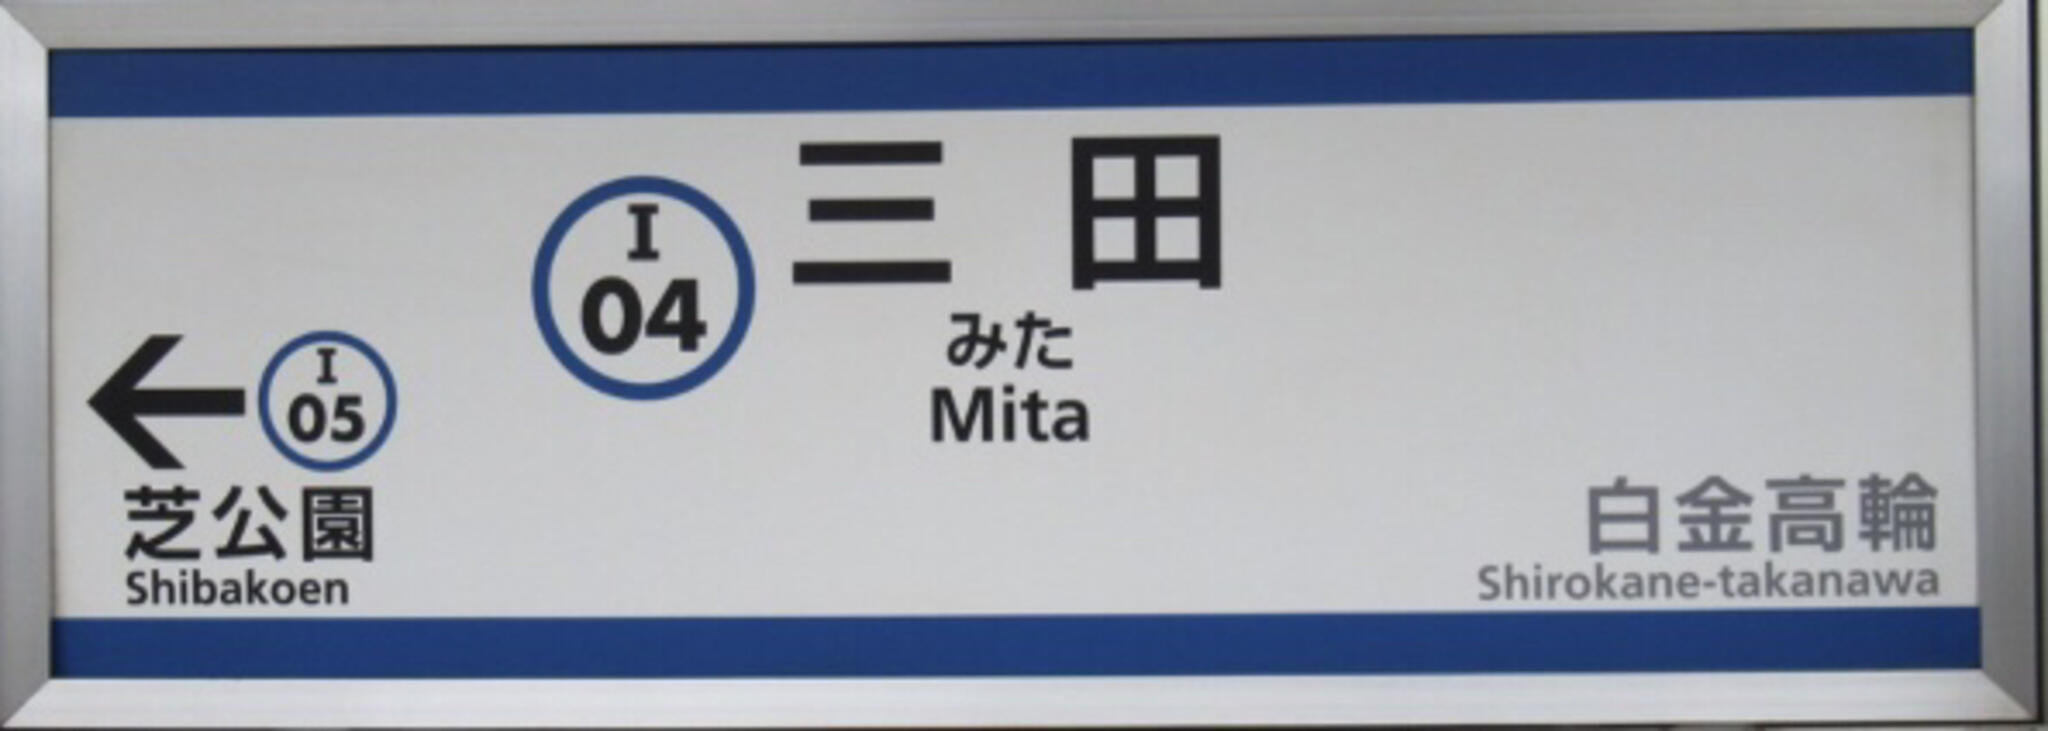 I
04
三田
みた
Mita
←
I
05
芝公園
Shibakoen
白金高輪
Shirokane-takanawa